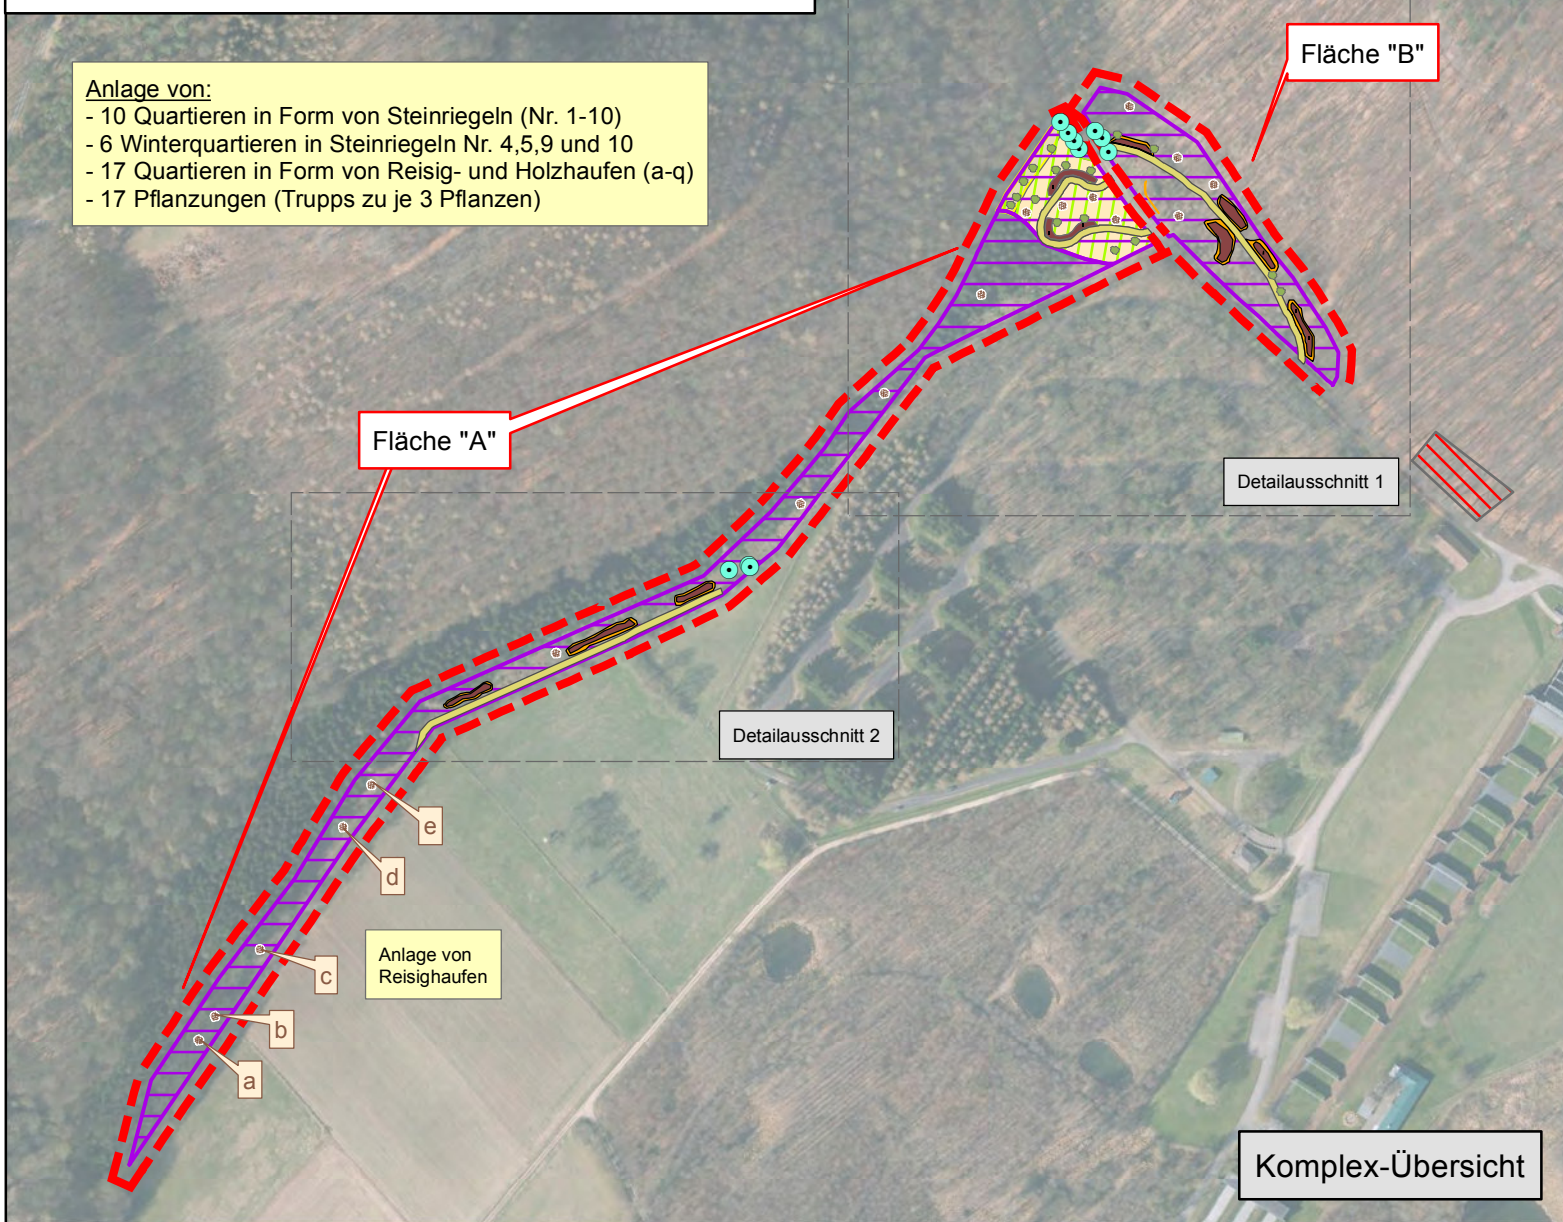 Anlage von:
- 10 Quartieren in Form von Steinriegeln (Nr. 1-10)
- 6 Winterquartieren in Steinriegeln Nr. 4,5,9 und 10
- 17 Quartieren in Form von Reisig- und Holzhaufen (a-q)
- 17 Pflanzungen (Trupps zu je 3 Pflanzen)
Fläche "B"
Fläche "A"
Detailausschnitt 1
Detailausschnitt 2
e
d
c
b
a
Anlage von
Reisighaufen
Komplex-Übersicht